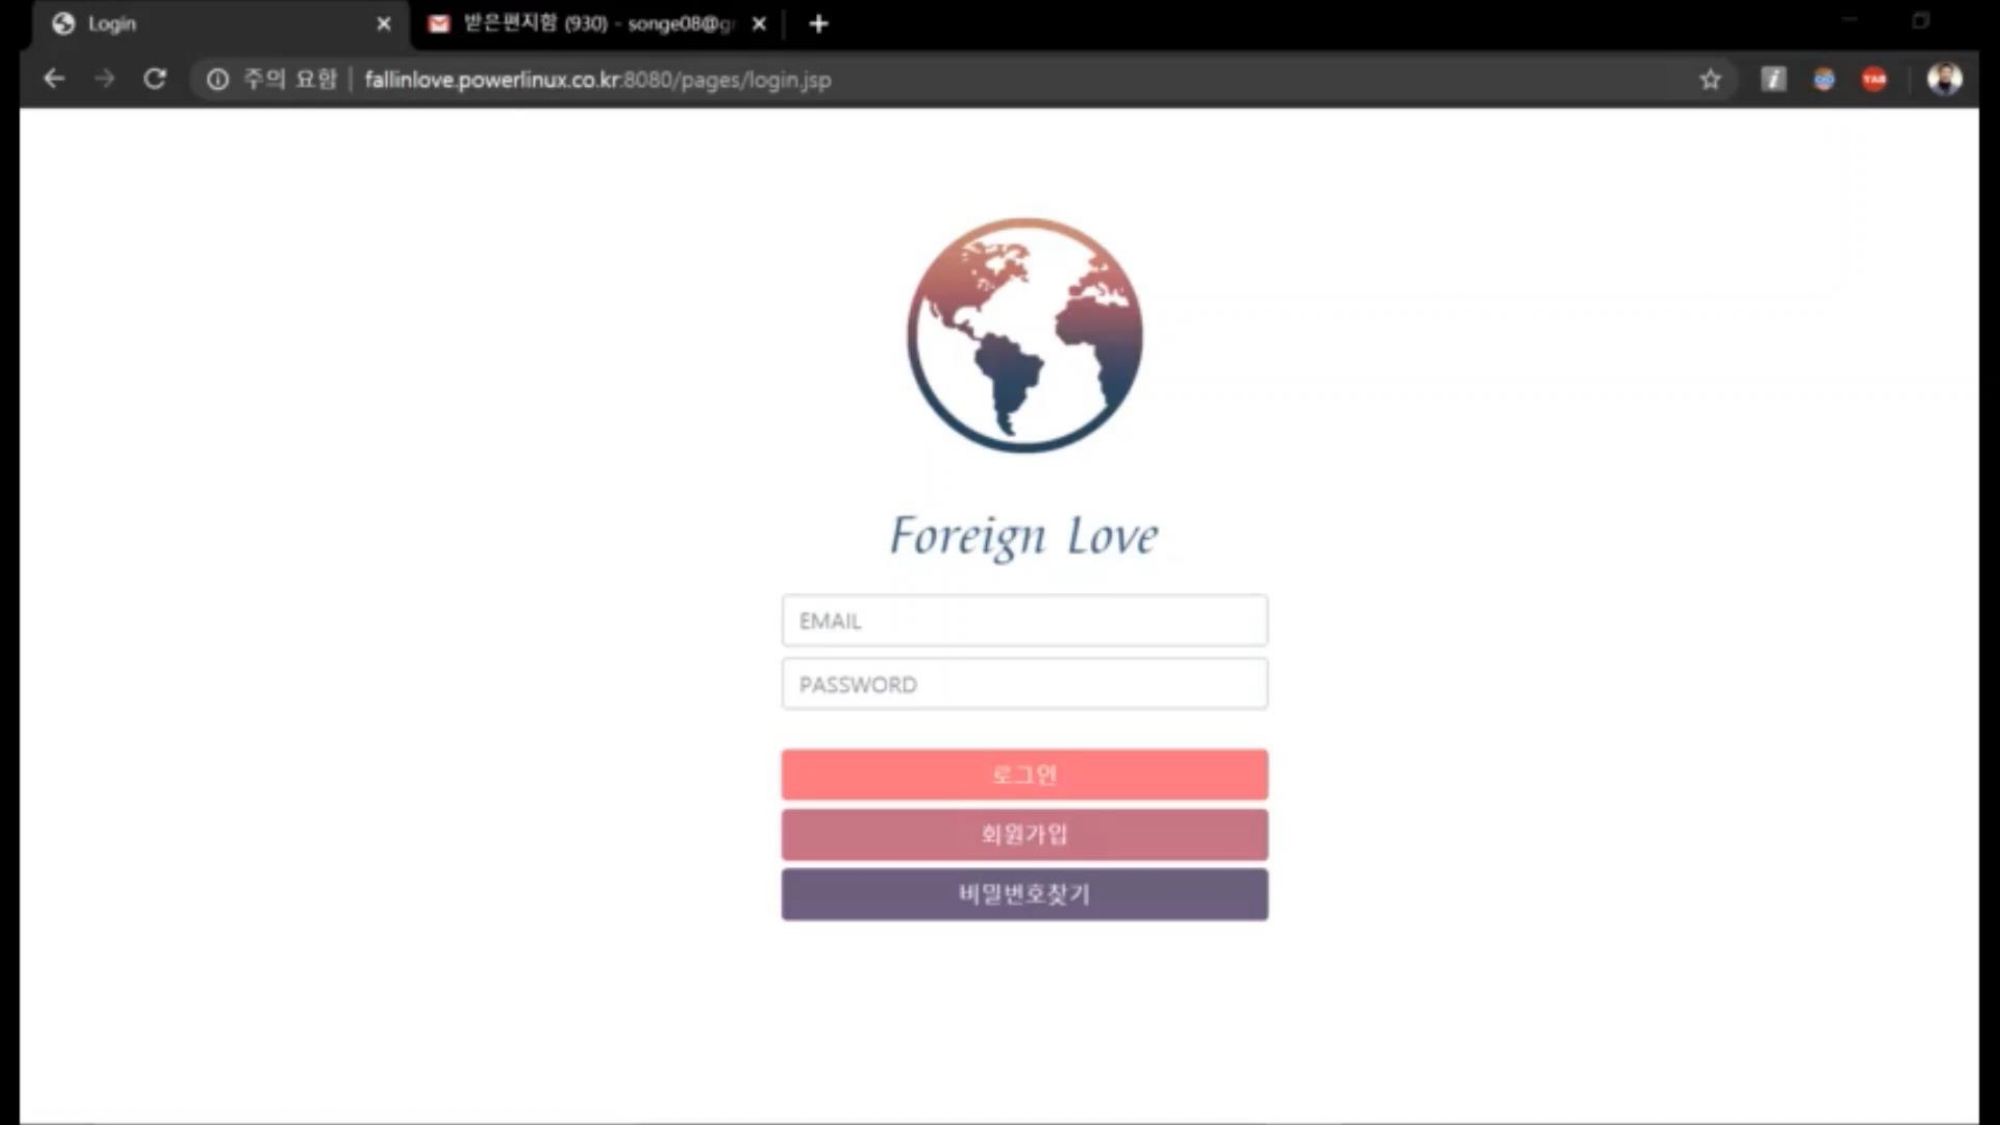 Login
받은편지함 (930) - songe08@g
주의 요함 | fallinlove.powerlinux.co.kr:8080/pages/login.jsp
Foreign Love
EMAIL
PASSWORD
로그인
회원가입
비밀번호찾기